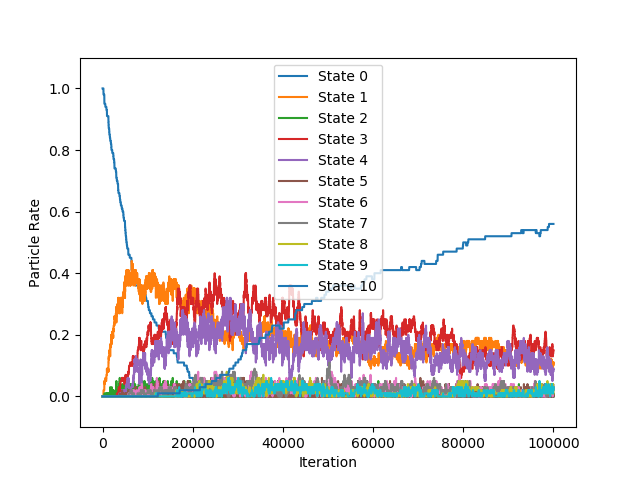 1.0
0.8
0.6
0.4
0.2
0.0
Particle Rate
State 0
State 1
State 2
State 3
State 4
State 5
State 6
State 7
State 8
State 9
State 10
0 20000 40000 60000 80000 100000
Iteration